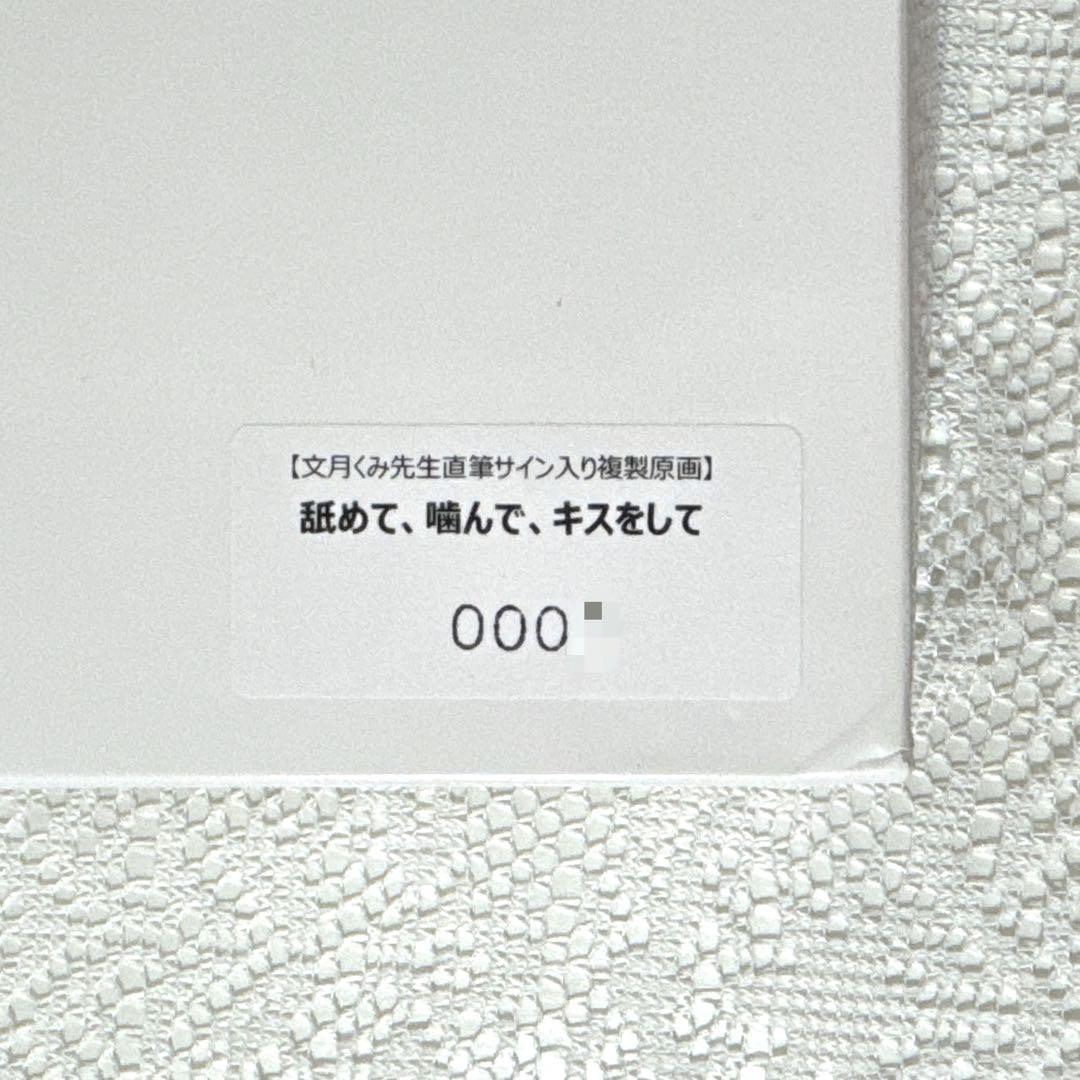 【文月くみ先生直筆サイン入り複製原画】
舐めて、噛んで、キスをして
000